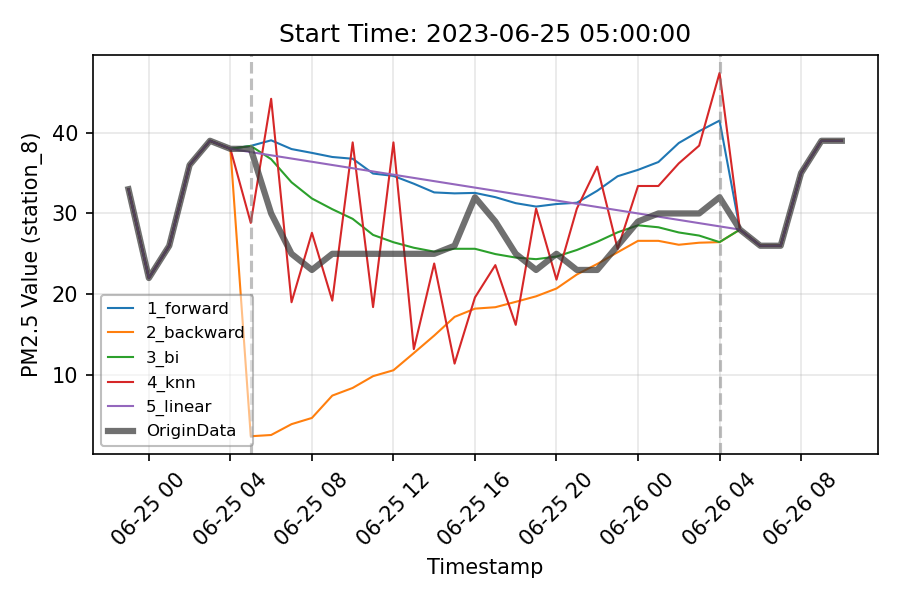 Start Time: 2023-06-25 05:00:00
PM2.5 Value (station_8)
40
30
20
10
1_forward
2_backward
3_bi
4_knn
5_linear
OriginData
06-25 00
06-25 04
06-25 08
06-25 12
06-25 16
06-25 20
06-26 00
06-26 04
06-26 08
Timestamp